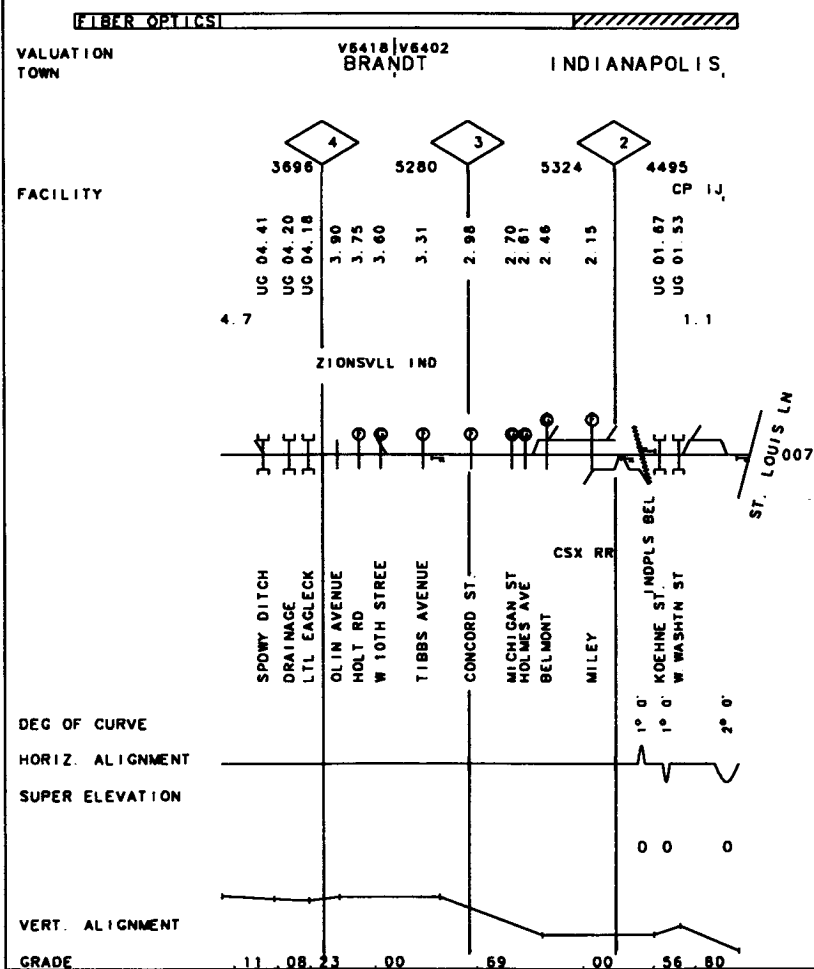 FIBER OPTICS
VALUATION V6418 V6402
TOWN BRANDT INDIANAPOLIS
4 3 2
3696 5280 5324 4495
FACILITY CP IJ
UG 04.41
UG 04.20
UG 04.18
3.90
3.75
3.60
3.31
2.98
2.70
2.61
2.46
2.15
UG 01.67
UG 01.53
4.7 1.1
ZIONSVLL IND
ST. LOUIS LN
007
CSX RR
INDPLS BEL
SPDWY DITCH
DRAINAGE
LTL EAGLECK
OLIN AVENUE
HOLT RD
W 10TH STREE
TIBBS AVENUE
CONCORD ST.
MICHIGAN ST
HOLMES AVE
BELMONT
MILEY
KOEHNE ST.
W WASHTN ST
DEG OF CURVE 1° 0' 1° 0' 2° 0'
HORIZ. ALIGNMENT
SUPER ELEVATION
0 0 0
VERT. ALIGNMENT
GRADE .11 .08 .23 .00 .69 .00 .56 .80